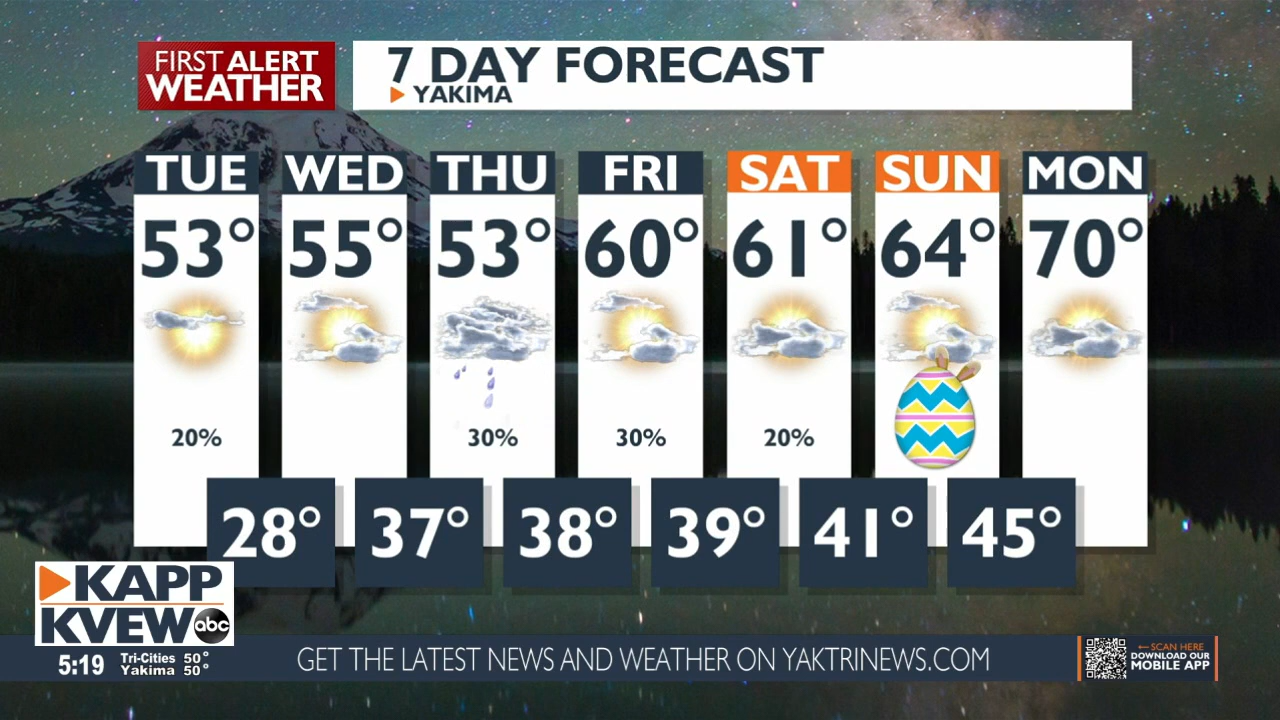 FIRST ALERT
WEATHER
7 DAY FORECAST
YAKIMA
TUE WED THU FRI SAT SUN MON
53° 55° 53° 60° 61° 64° 70°
20% 30% 30% 20%
28° 37° 38° 39° 41° 45°
KAPP
KVEW abc
5:19 Tri-Cities 50°
Yakima 50°
GET THE LATEST NEWS AND WEATHER ON YAKTRINEWS.COM
SCAN HERE
DOWNLOAD OUR
MOBILE APP